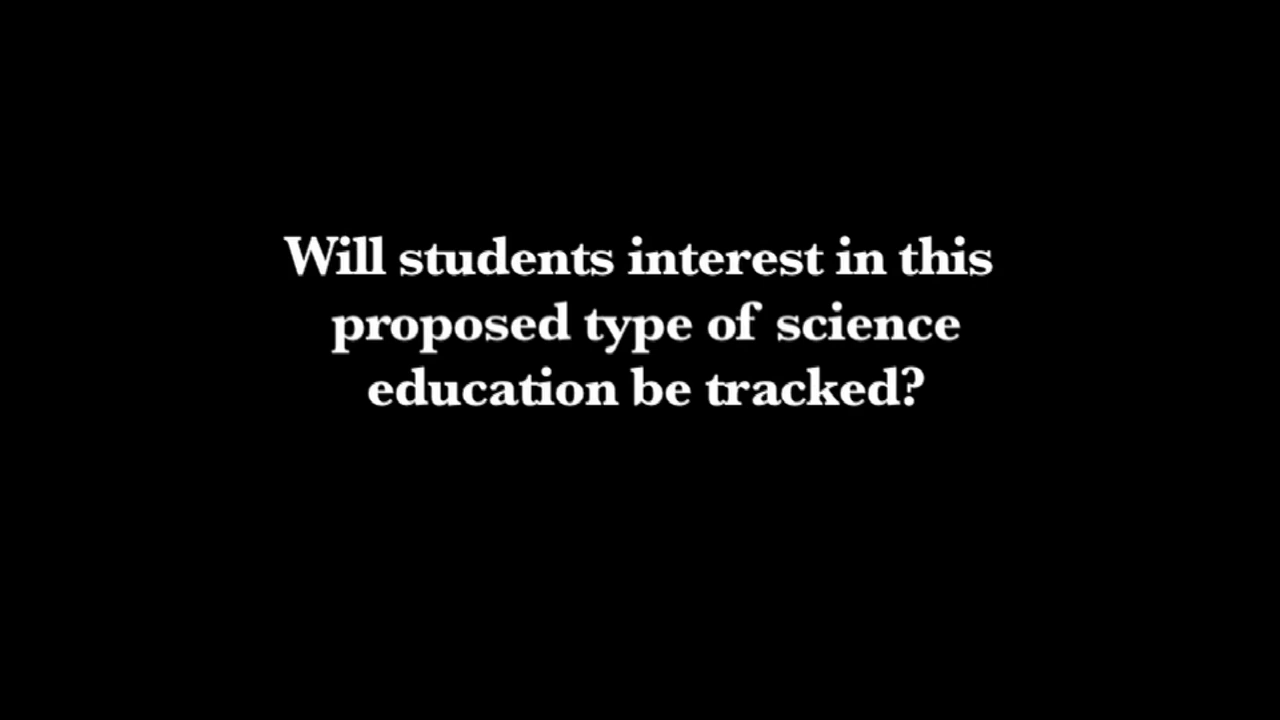 Will students interest in this
proposed type of science
education be tracked?